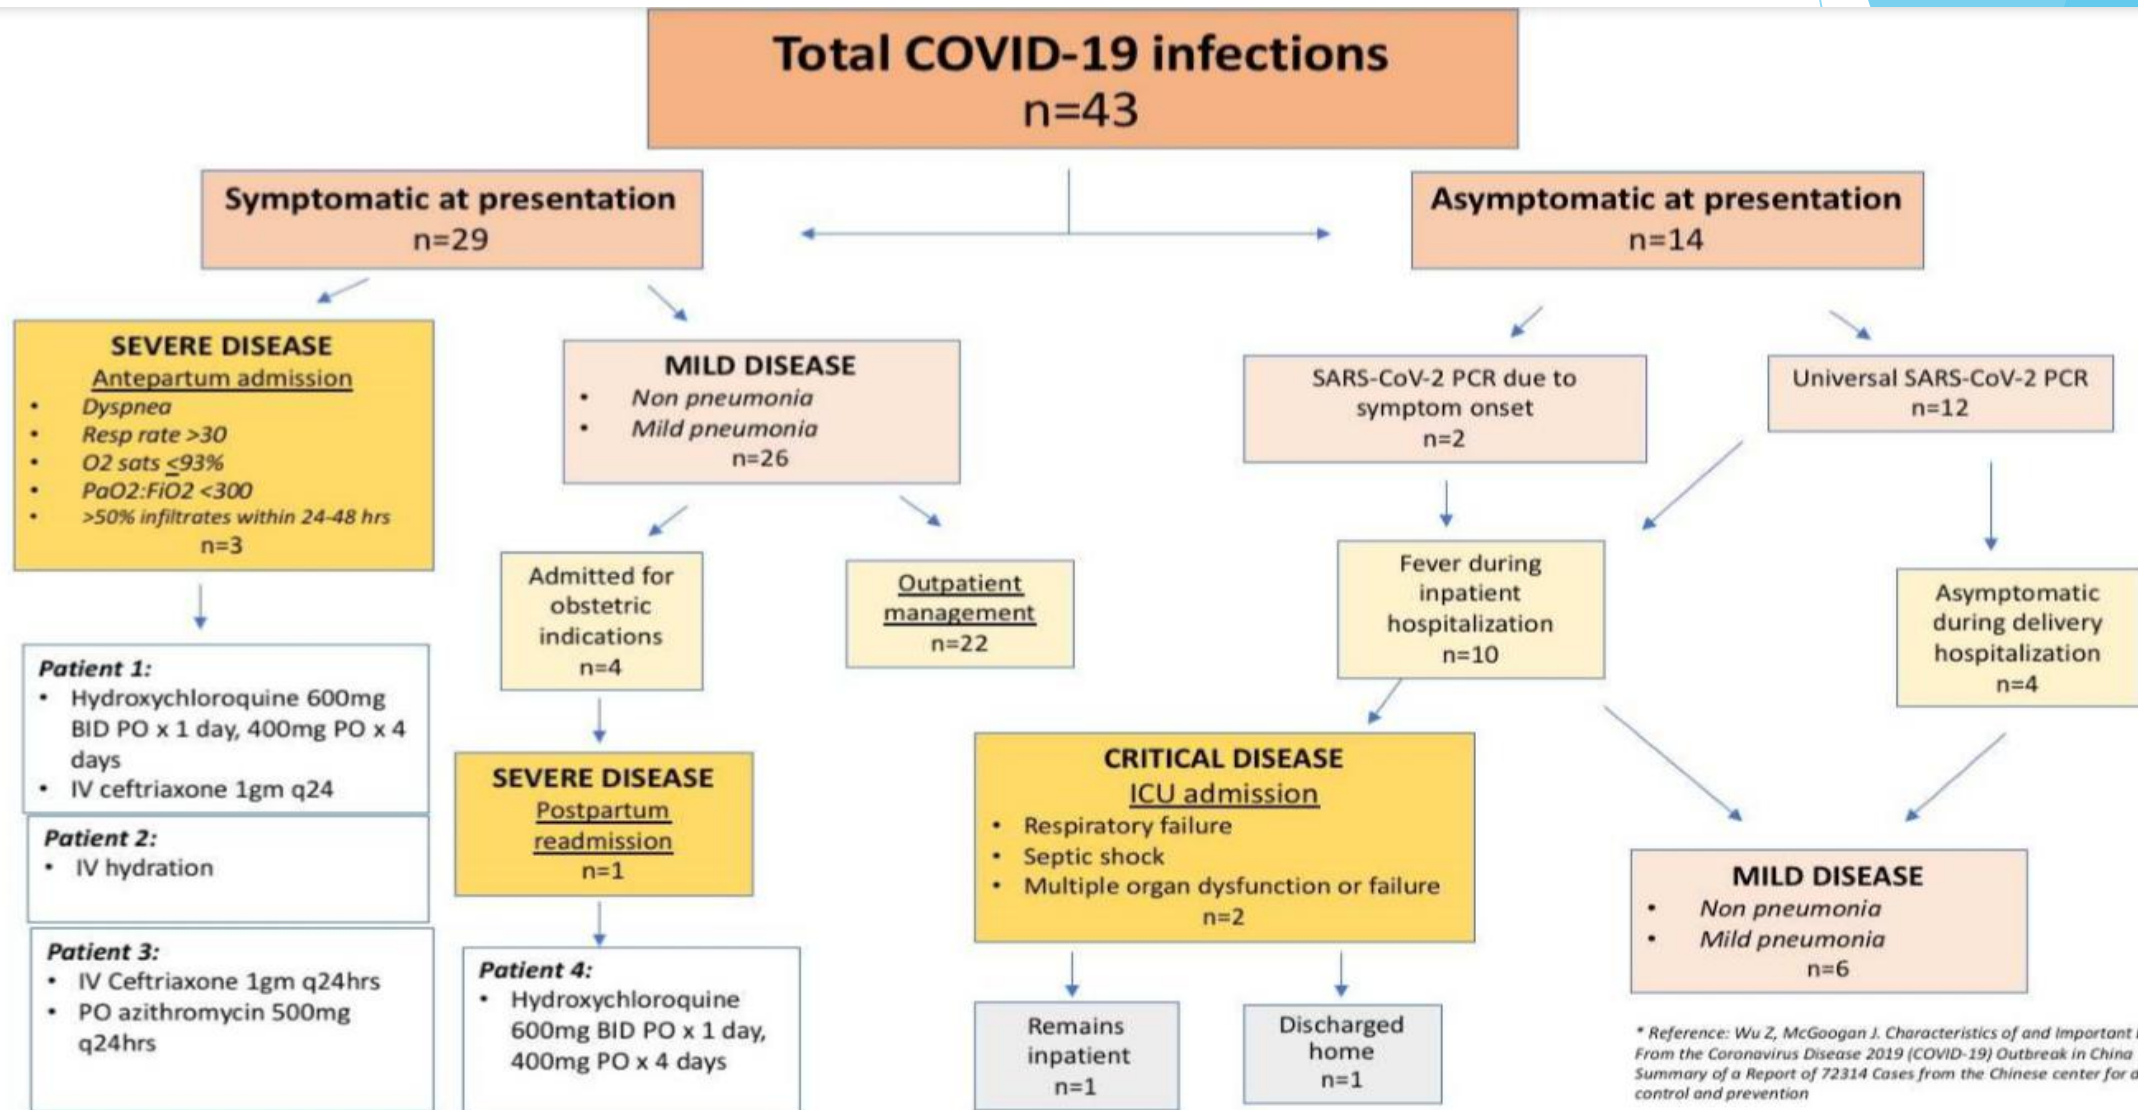 Total COVID-19 infections
n=43
Symptomatic at presentation
n=29
Asymptomatic at presentation
n=14
SEVERE DISEASE
Antepartum admission
• Dyspnea
• Resp rate >30
• O2 sats <93%
• PaO2:FiO2 <300
• >50% infiltrates within 24-48 hrs
n=3
MILD DISEASE
• Non pneumonia
• Mild pneumonia
n=26
SARS-CoV-2 PCR due to
symptom onset
n=2
Universal SARS-CoV-2 PCR
n=12
Admitted for
obstetric
indications
n=4
Outpatient
management
n=22
Fever during
inpatient
hospitalization
n=10
Asymptomatic
during delivery
hospitalization
n=4
Patient 1:
• Hydroxychloroquine 600mg
BID PO x 1 day, 400mg PO x 4
days
• IV ceftriaxone 1gm q24
Patient 2:
• IV hydration
Patient 3:
• IV Ceftriaxone 1gm q24hrs
• PO azithromycin 500mg
q24hrs
SEVERE DISEASE
Postpartum
readmission
n=1
Patient 4:
• Hydroxychloroquine
600mg BID PO x 1 day,
400mg PO x 4 days
CRITICAL DISEASE
ICU admission
• Respiratory failure
• Septic shock
• Multiple organ dysfunction or failure
n=2
Remains
inpatient
n=1
Discharged
home
n=1
MILD DISEASE
• Non pneumonia
• Mild pneumonia
n=6
* Reference: Wu Z, McGoogan J. Characteristics of and Important
From the Coronavirus Disease 2019 (COVID-19) Outbreak in China
Summary of a Report of 72314 Cases from the Chinese center for
control and prevention